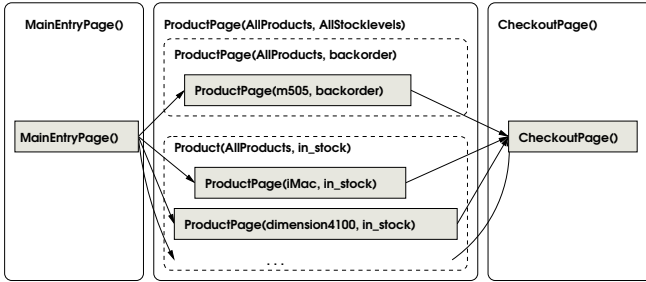 MainEntryPage()
ProductPage(AllProducts, AllStocklevels)
CheckoutPage()
ProductPage(AllProducts, backorder)
ProductPage(m505, backorder)
MainEntryPage()
CheckoutPage()
Product(AllProducts, in_stock)
ProductPage(iMac, in_stock)
ProductPage(dimension4100, in_stock)
...